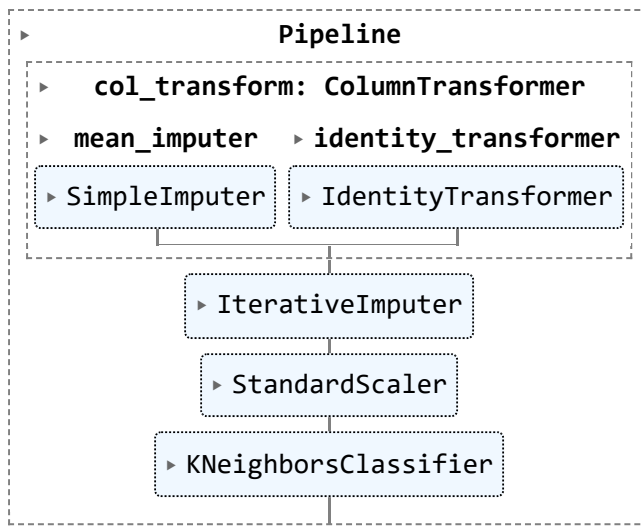 Pipeline
col_transform: ColumnTransformer
mean_imputer identity_transformer
SimpleImputer IdentityTransformer
IterativeImputer
StandardScaler
KNeighborsClassifier